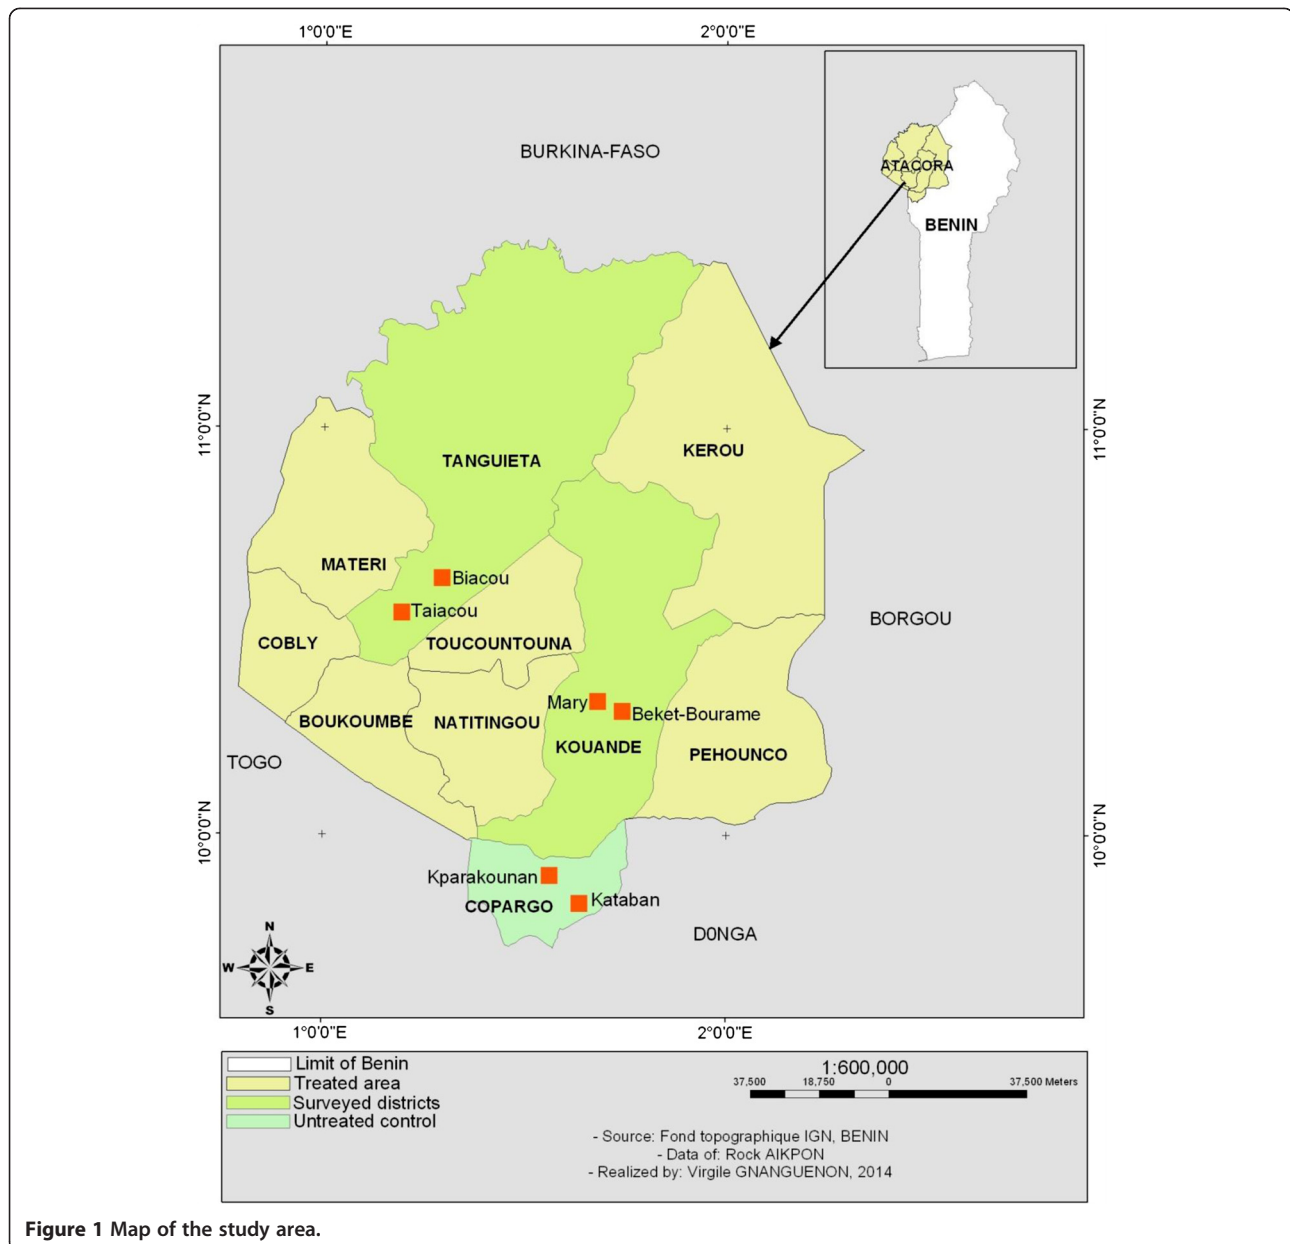 1°0'0"E
2°0'0"E
BURKINA-FASO
ATACORA
BENIN
11°0'0"N
11°0'0"N
KEROU
TANGUIETA
MATERI
Biacou
Taiacou
BORGOU
COBLY
TOUCOUNTOUNA
Mary
Beket-Bourame
BOUKOUMBE
NATITINGOU
KOUANDE
PEHOUNCO
TOGO
10°0'0"N
10°0'0"N
Kparakounan
Kataban
COPARGO
D0NGA
N
W
E
S
1°0'0"E
2°0'0"E
Limit of Benin
Treated area
Surveyed districts
Untreated control
1:600,000
37,500 18,750 0 37,500 Meters
- Source: Fond topographique IGN, BENIN
- Data of: Rock AIKPON
- Realized by: Virgile GNANGUENON, 2014
Figure 1 Map of the study area.